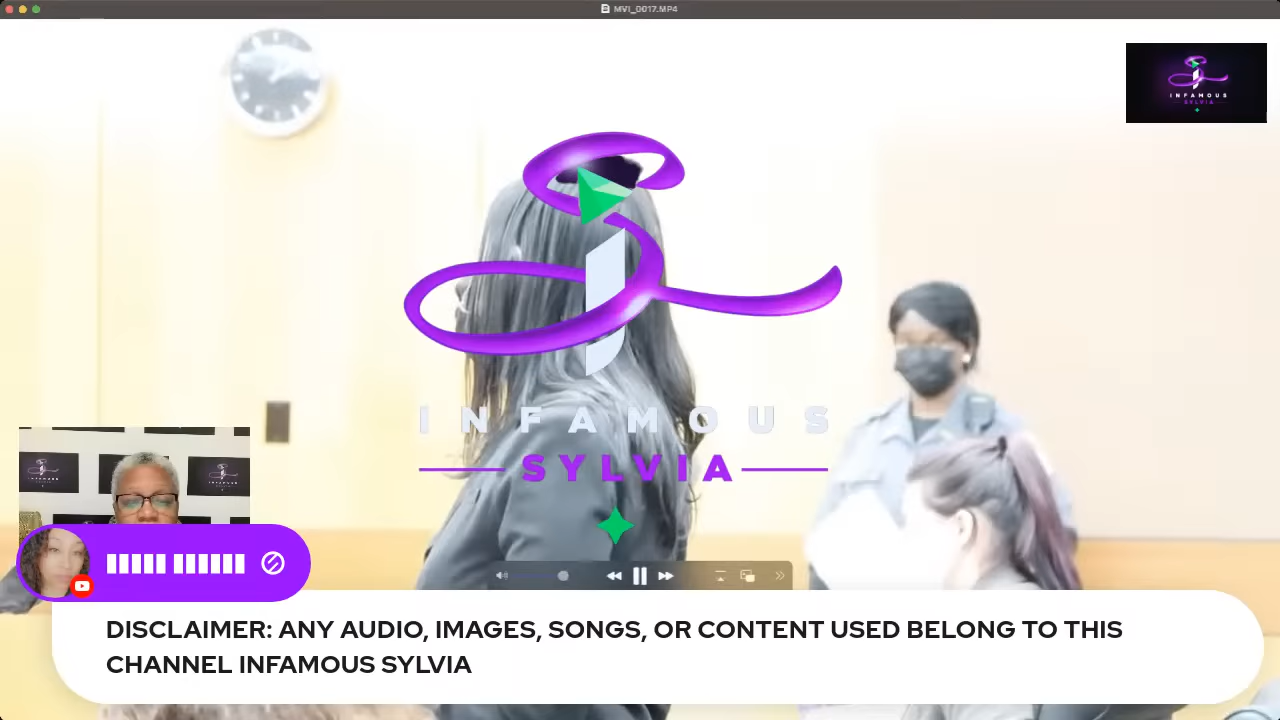 MVI_0017.MP4
INFAMOUS
SYLVIA
INFAMOUS
SYLVIA
DISCLAIMER: ANY AUDIO, IMAGES, SONGS, OR CONTENT USED BELONG TO THIS
CHANNEL INFAMOUS SYLVIA